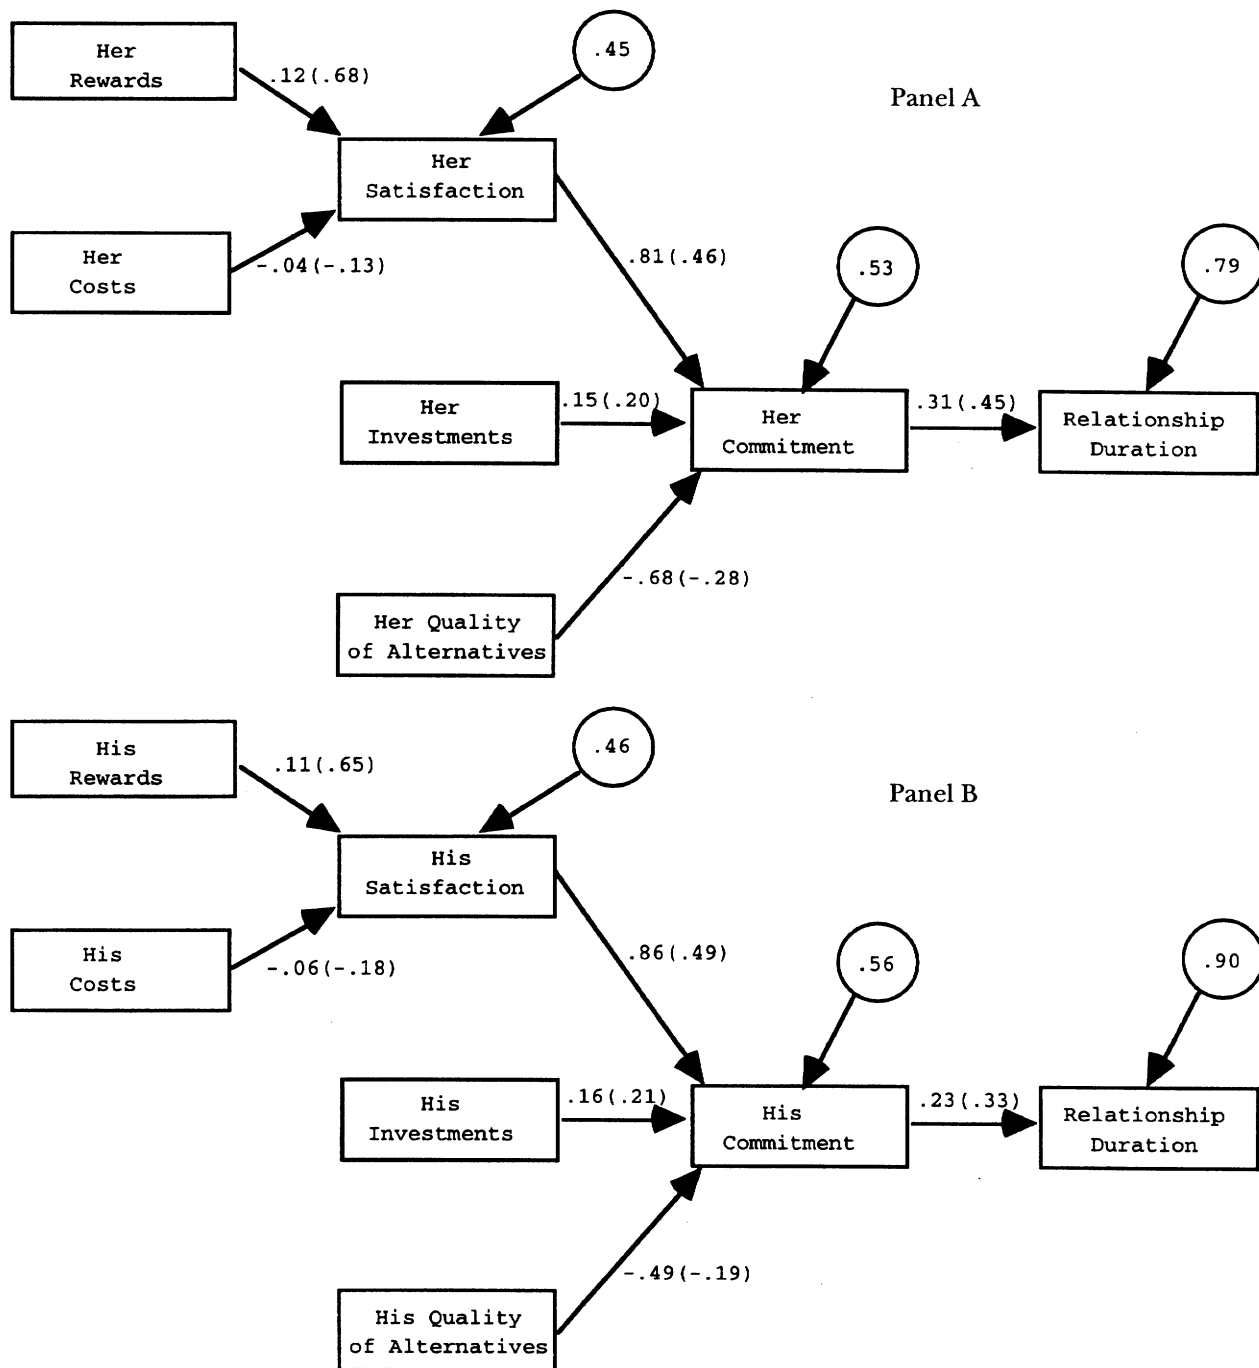 Her
Rewards
.12(.68)
.45
Panel A
Her
Satisfaction
Her
Costs
-.04(-.13)
.81(.46)
.53
.79
Her
Investments
.15(.20)
Her
Commitment
.31(.45)
Relationship
Duration
-.68(-.28)
Her Quality
of Alternatives
His
Rewards
.11(.65)
.46
Panel B
His
Satisfaction
His
Costs
-.06(-.18)
.86(.49)
.56
.90
His
Investments
.16(.21)
His
Commitment
.23(.33)
Relationship
Duration
-.49(-.19)
His Quality
of Alternatives